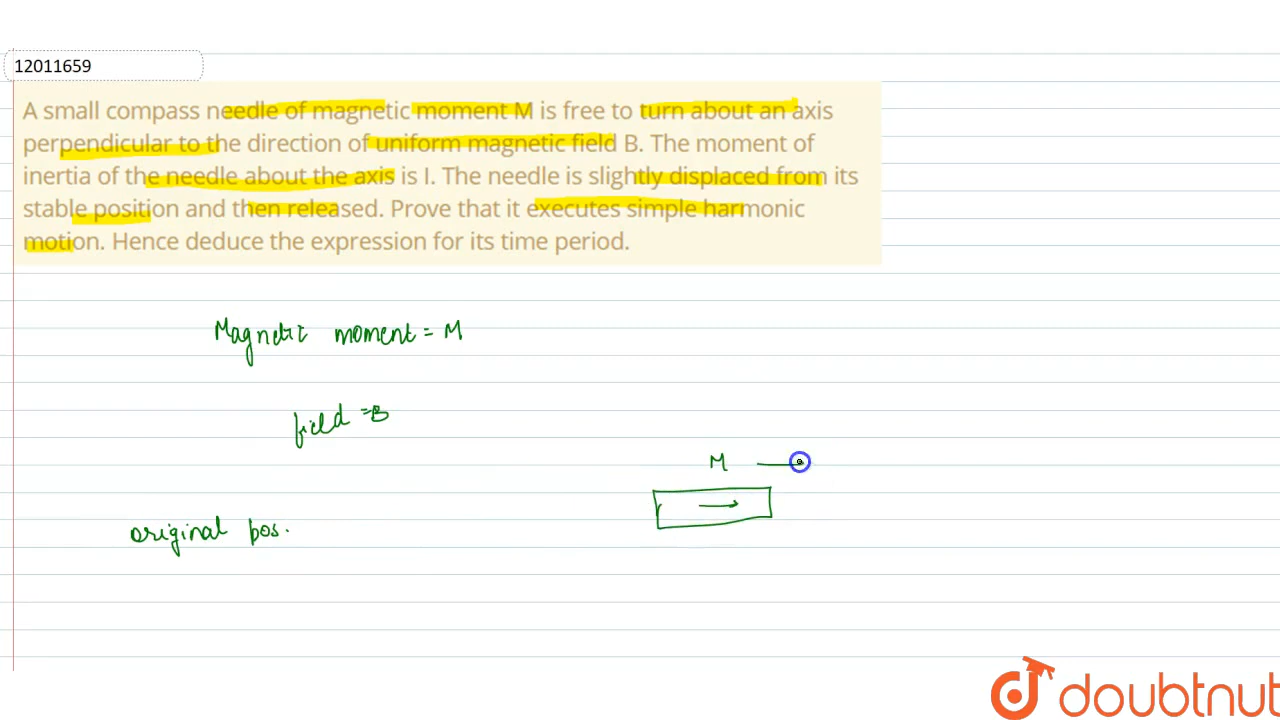 12011659
A small compass needle of magnetic moment M is free to turn about an axis
perpendicular to the direction of uniform magnetic field B. The moment of
inertia of the needle about the axis is I. The needle is slightly displaced from its
stable position and then released. Prove that it executes simple harmonic
motion. Hence deduce the expression for its time period.
Magnetic moment = M
field = B
M
original pos.
doubtnut